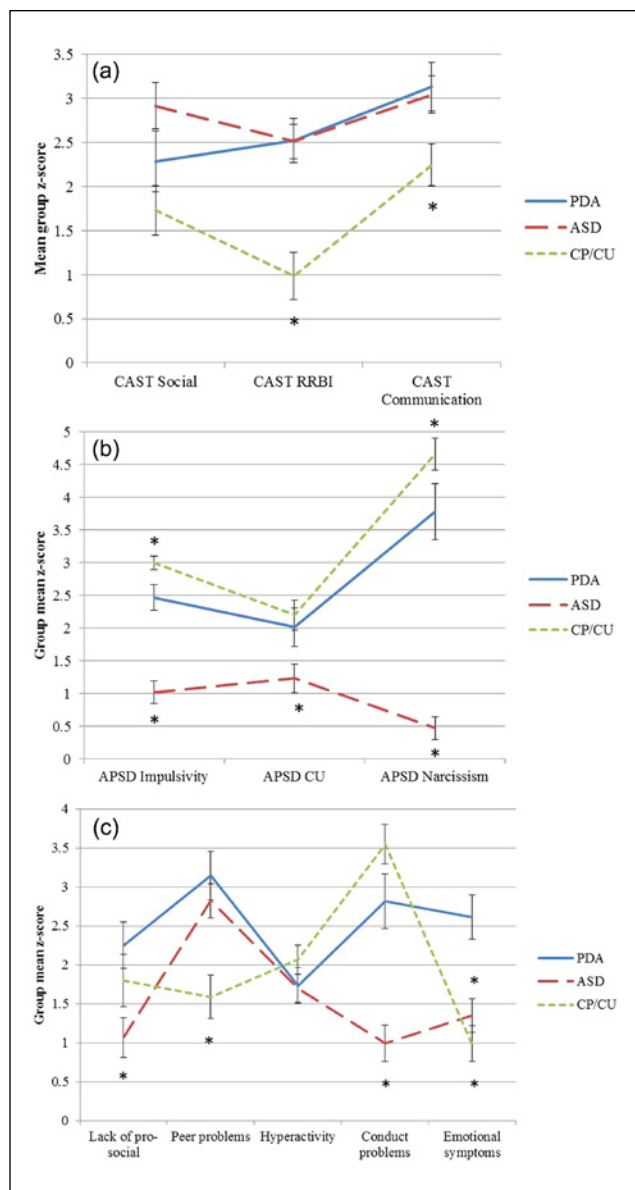 (a)
3.5
3
2.5
2
1.5
1
0.5
0
Mean group z-score
*
*
CAST Social
CAST RRBI
CAST
Communication
PDA
ASD
CP/CU
(b)
5
4.5
4
3.5
3
2.5
2
1.5
1
0.5
0
Group mean z-score
*
*
*
*
*
APSD Impulsivity
APSD CU
APSD Narcissism
PDA
ASD
CP/CU
(c)
4
3.5
3
2.5
2
1.5
1
0.5
0
Group mean z-score
*
*
*
*
*
Lack of pro-
social
Peer problems
Hyperactivity
Conduct
problems
Emotional
symptoms
PDA
ASD
CP/CU